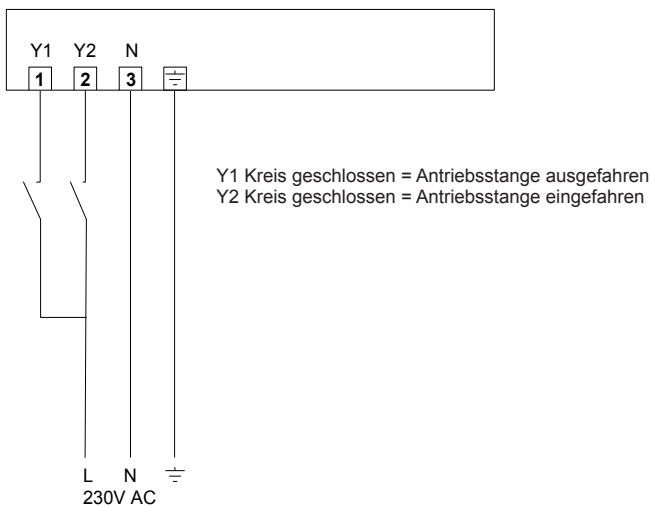 Y1 Y2 N
1 2 3
Y1 Kreis geschlossen = Antriebsstange ausgefahren
Y2 Kreis geschlossen = Antriebsstange eingefahren
L N
230V AC